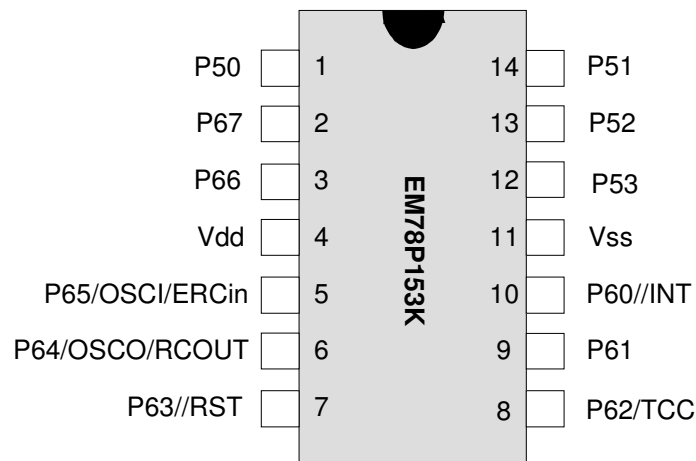 P50 1 14 P51
P67 2 13 P52
P66 3 12 P53
Vdd 4 11 Vss
P65/OSCI/ERCin 5 10 P60//INT
P64/OSCO/RCOUT 6 9 P61
P63//RST 7 8 P62/TCC
EM78P153K